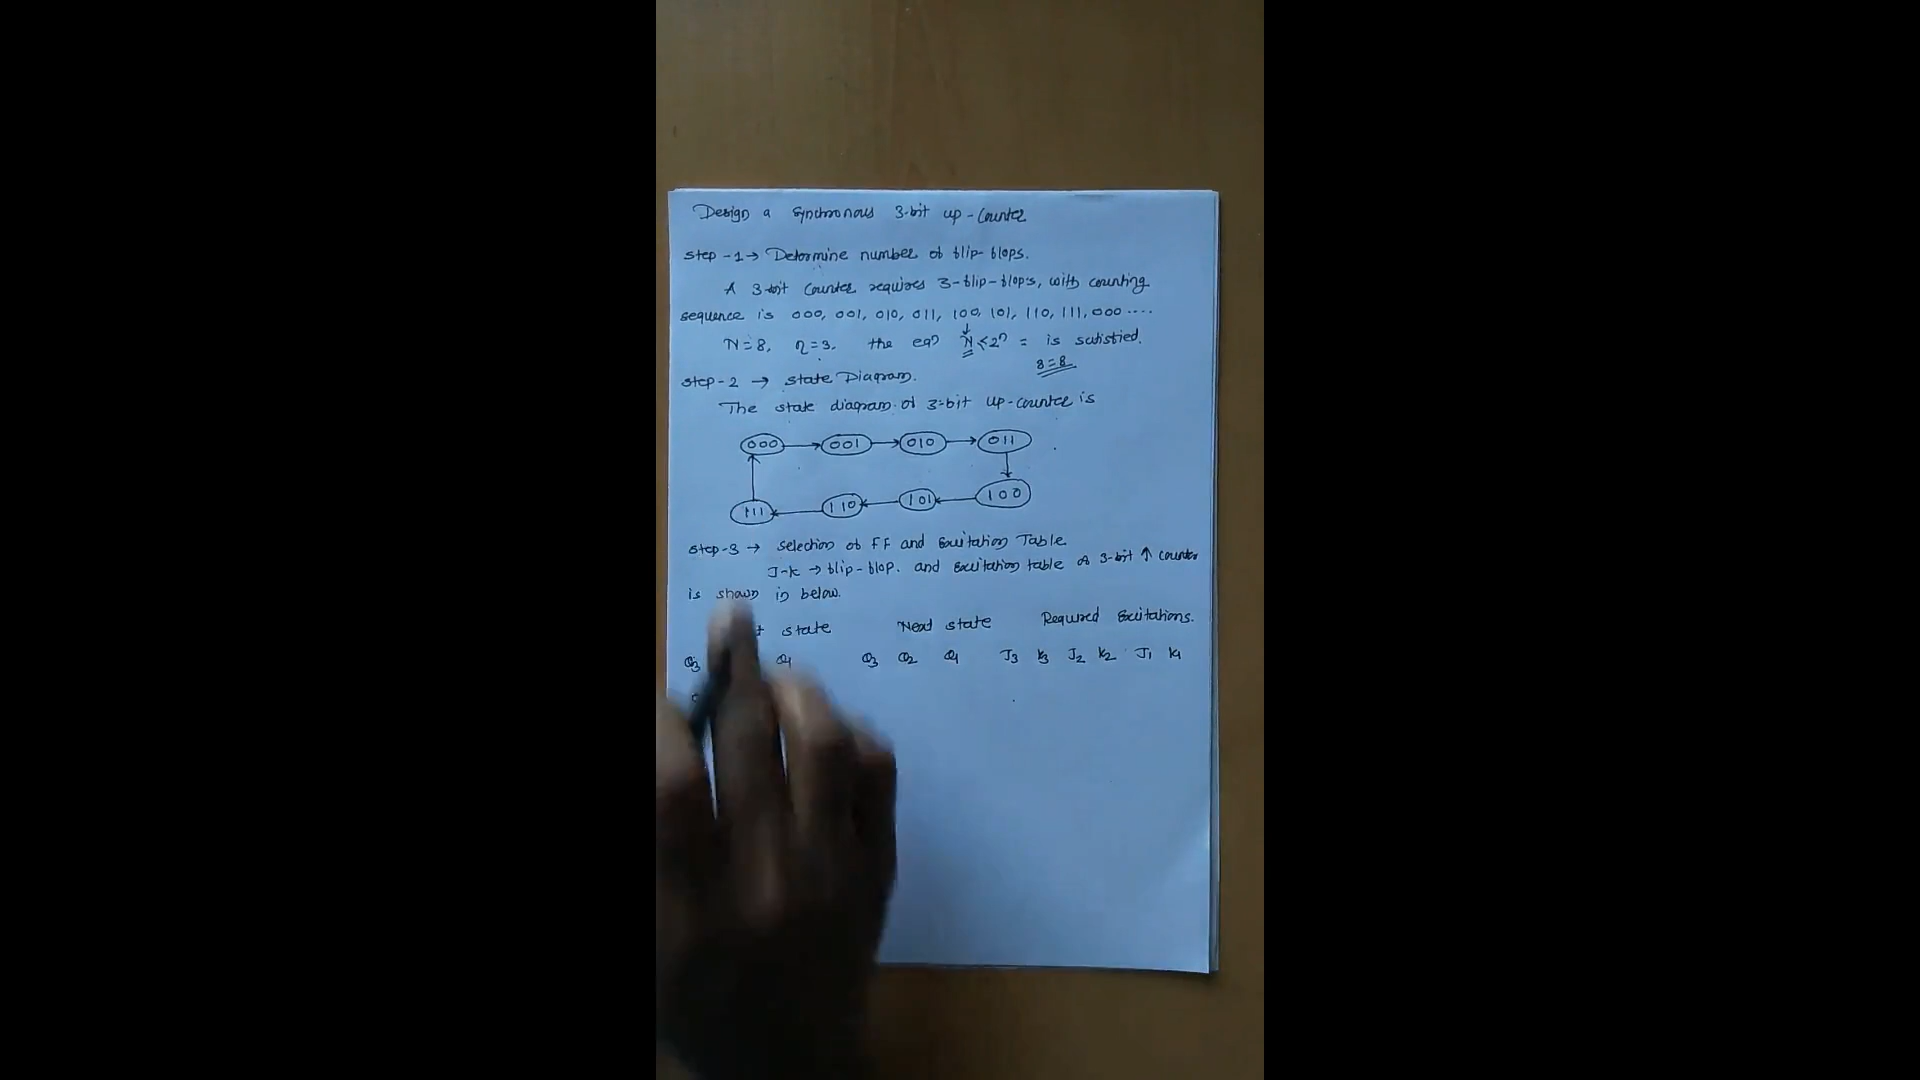 Design a synchronous 3-bit up-counter
step-1→ Determine number of flip-flops.
A 3-bit counter requires 3-flip-flops, with counting
sequence is 000, 001, 010, 011, 100, 101, 110, 111, 000 ....
N=8, n=3. the eqn N≤2ⁿ = is satisfied.
8=8
step-2 → state Diagram.
The state diagram of 3-bit up-counter is
000 → 001 → 010 → 011
111 110 101 100
step-3 → selection of FF and Excitation Table
J-K → flip-flop. and excitation table of 3-bit ↑ counter
is shown in below.
state Next state Required Excitations.
Q3 Q1 Q3 Q2 Q1 J3 K3 J2 K2 J1 K1